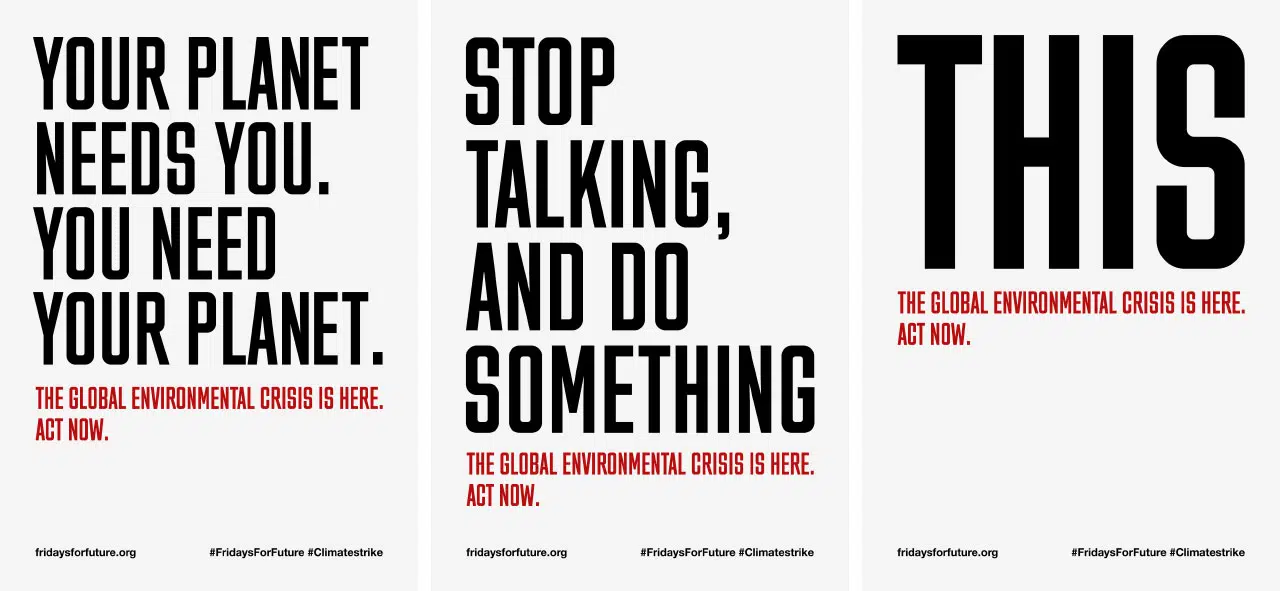 YOUR PLANET
NEEDS YOU.
YOU NEED
YOUR PLANET.
THE GLOBAL ENVIRONMENTAL CRISIS IS HERE.
ACT NOW.
fridaysforfuture.org
#FridaysForFuture #Climatestrike
STOP
TALKING,
AND DO
SOMETHING
THE GLOBAL ENVIRONMENTAL CRISIS IS HERE.
ACT NOW.
fridaysforfuture.org
#FridaysForFuture #Climatestrike
THIS
THE GLOBAL ENVIRONMENTAL CRISIS IS HERE.
ACT NOW.
fridaysforfuture.org
#FridaysForFuture #Climatestrike